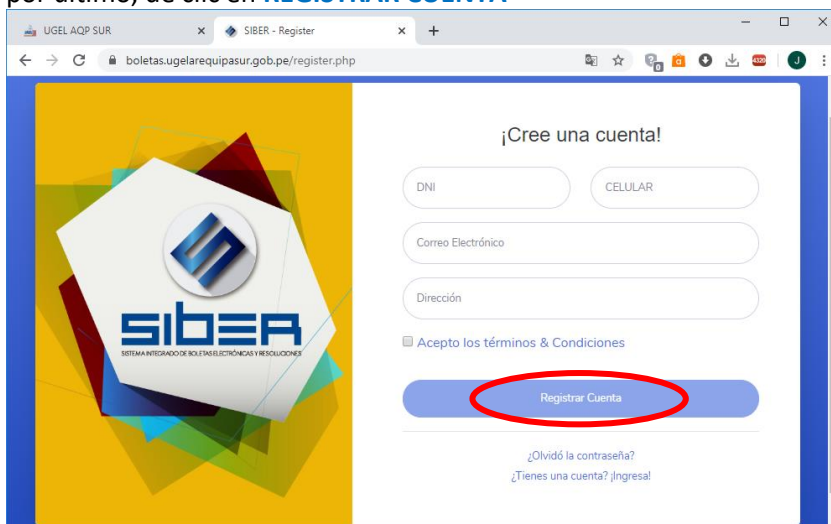 por último, de clic en REGISTRAR CUENTA
UGEL AQP SUR
SIBER - Register
boletas.ugelarequipasur.gob.pe/register.php
4326
J
¡Cree una cuenta!
DNI
CELULAR
Correo Electrónico
Dirección
SIBER
SISTEMA INTEGRADO DE BOLETAS ELECTRÓNICAS Y RESOLUCIONES
Acepto los términos & Condiciones
Registrar Cuenta
¿Olvidó la contraseña?
¿Tienes una cuenta? ¡Ingresa!